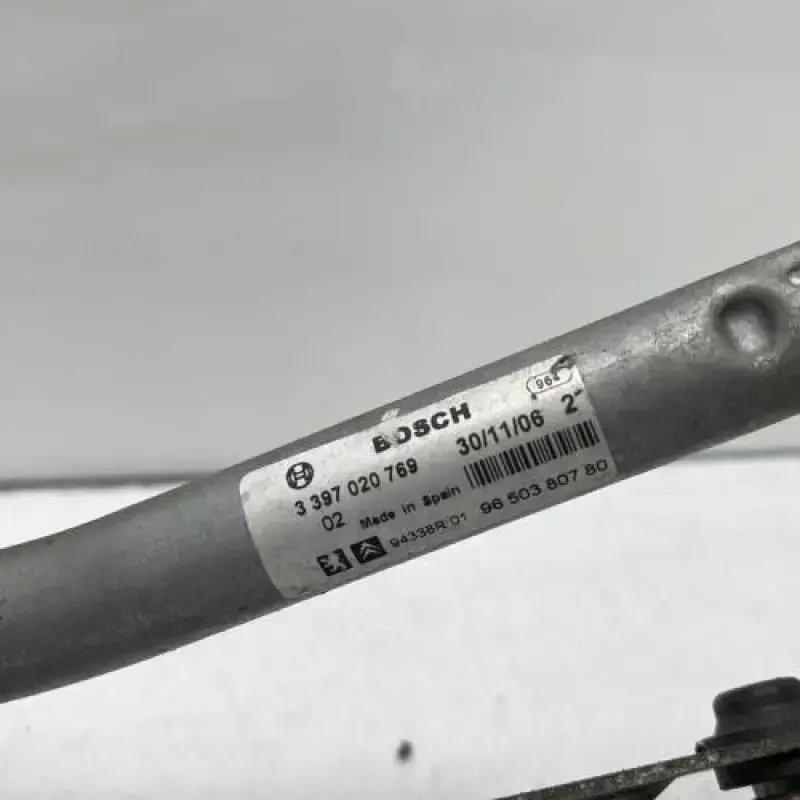 964
BOSCH
3 397 020 769 30/11/06 2
02 Made in Spain
94338R 01 96 503 807 80